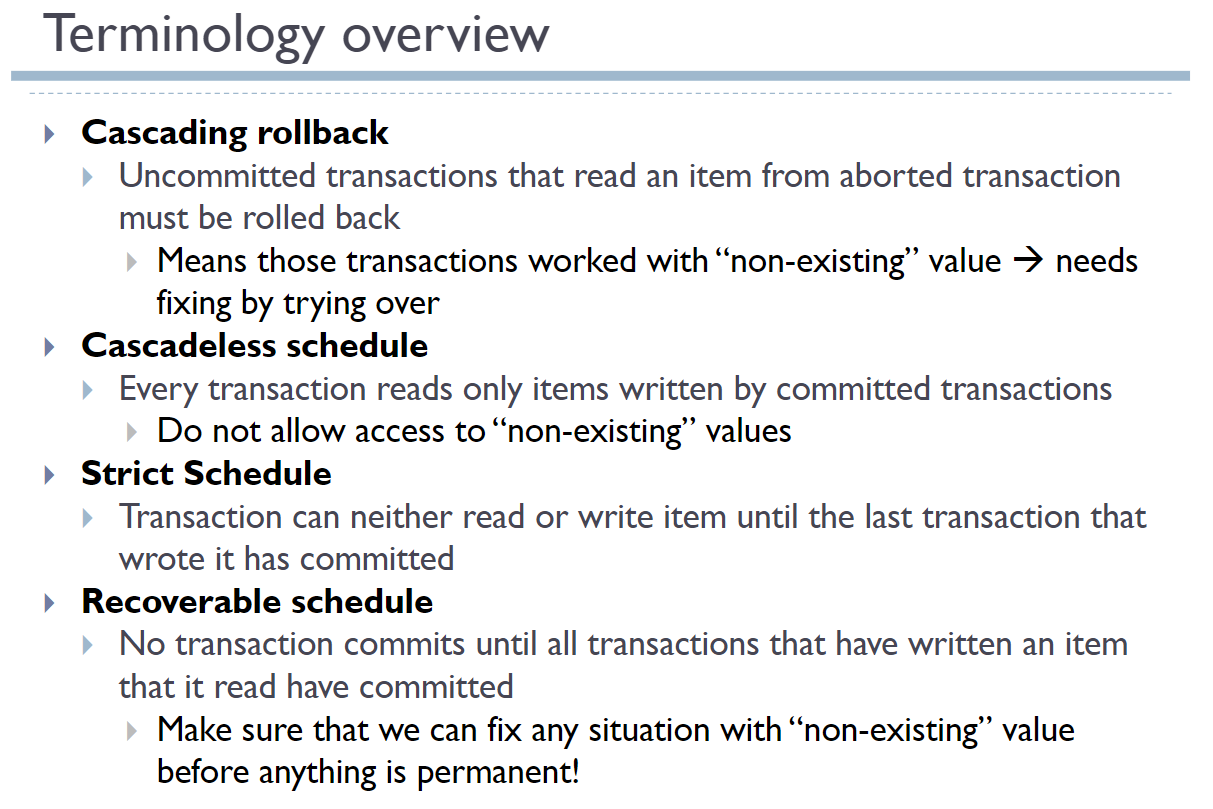 Terminology overview
Cascading rollback
Uncommitted transactions that read an item from aborted transaction
must be rolled back
Means those transactions worked with “non-existing” value → needs
fixing by trying over
Cascadeless schedule
Every transaction reads only items written by committed transactions
Do not allow access to “non-existing” values
Strict Schedule
Transaction can neither read or write item until the last transaction that
wrote it has committed
Recoverable schedule
No transaction commits until all transactions that have written an item
that it read have committed
Make sure that we can fix any situation with “non-existing” value
before anything is permanent!